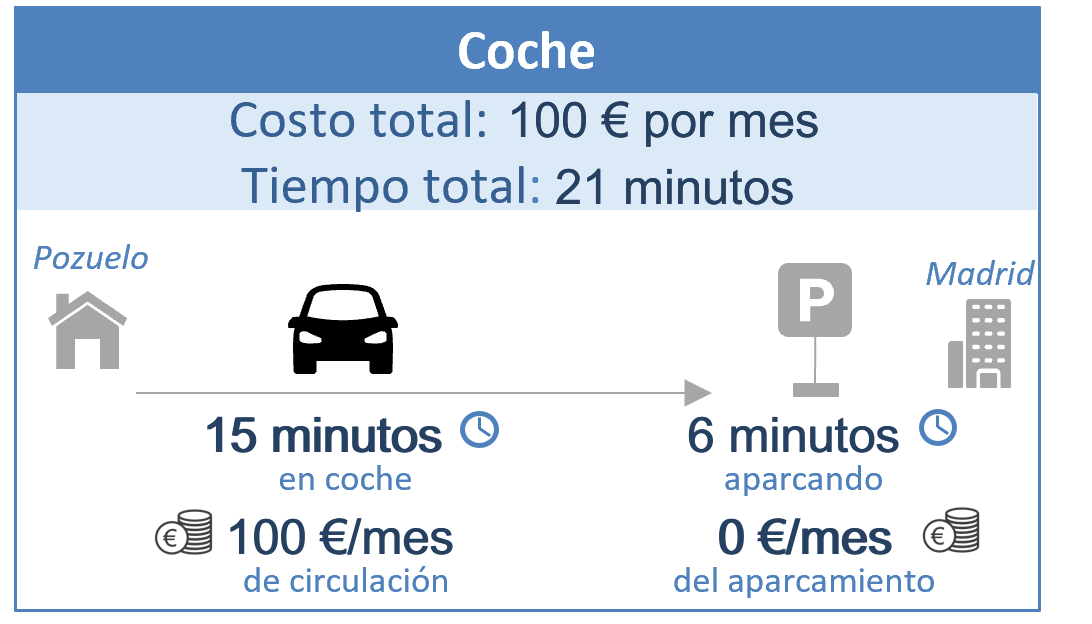 Coche
Costo total: 100 € por mes
Tiempo total: 21 minutos
Pozuelo
Madrid
P
15 minutos
en coche
6 minutos
aparcando
€ 100 €/mes
de circulación
0 €/mes €
del aparcamiento